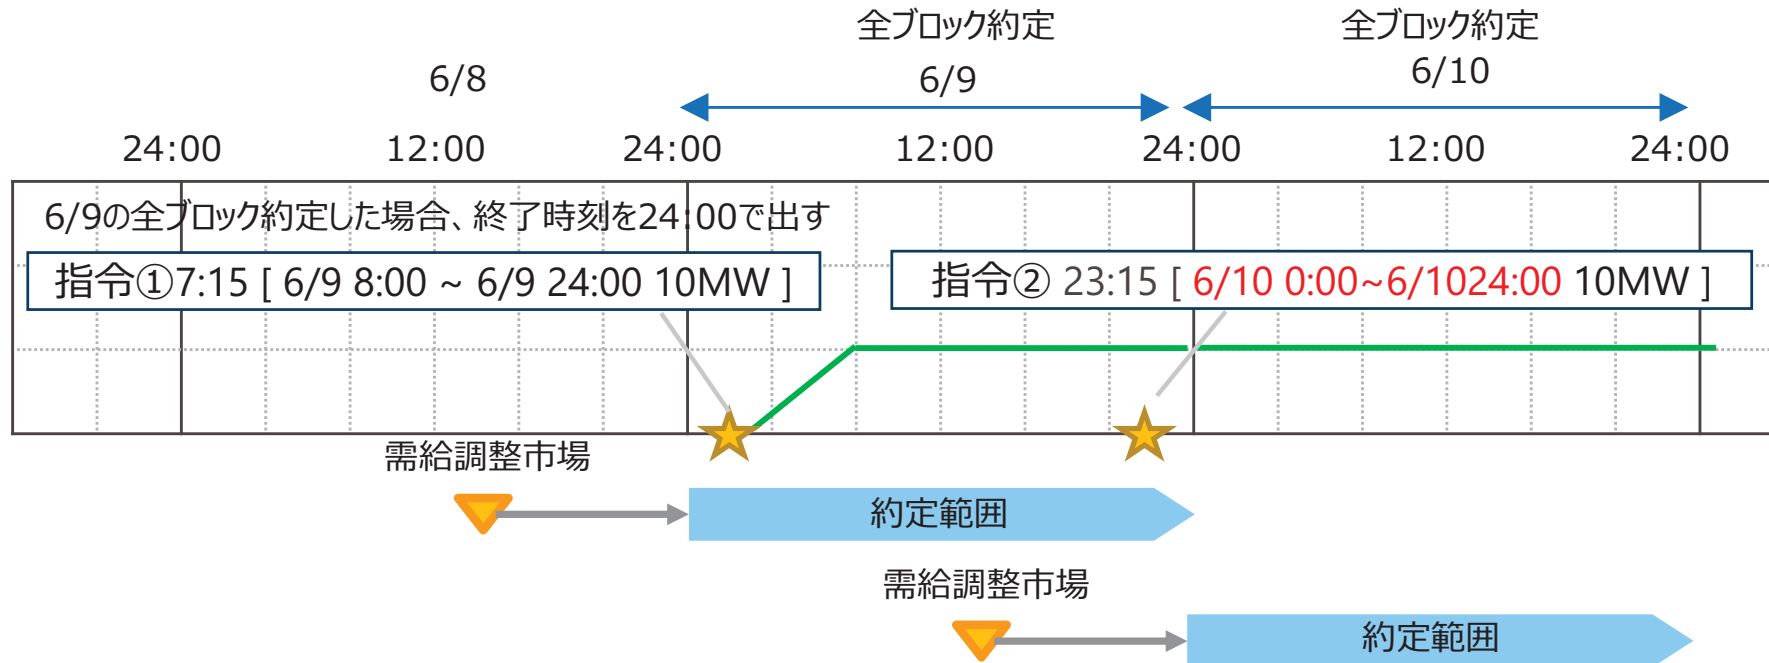 全ブロック約定
全ブロック約定
6/8
6/9
6/10
24:00
12:00
24:00
12:00
24:00
12:00
24:00
6/9の全ブロック約定した場合、終了時刻を24:00で出す
指令①7:15 [ 6/9 8:00 ~ 6/9 24:00 10MW ]
指令② 23:15 [ 6/10 0:00~6/1024:00 10MW ]
需給調整市場
約定範囲
需給調整市場
約定範囲